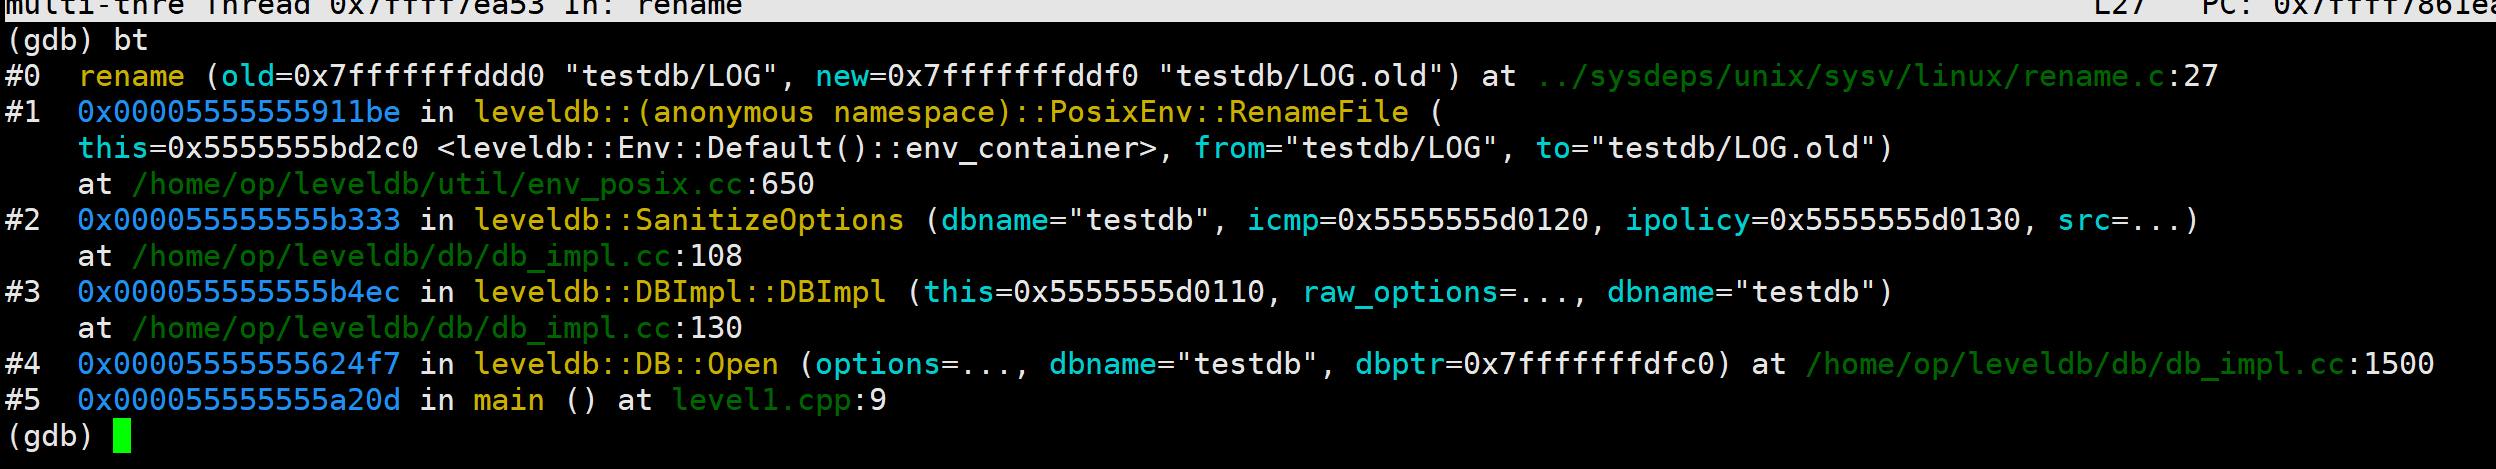 multi-thre Thread 0x7ffff7ea53 In: rename L27 PC: 0x7ffff7861ea
(gdb) bt
#0 rename (old=0x7fffffffddd0 "testdb/LOG", new=0x7fffffffddf0 "testdb/LOG.old") at ../sysdeps/unix/sysv/linux/rename.c:27
#1 0x00005555555911be in leveldb::(anonymous namespace)::PosixEnv::RenameFile (
this=0x5555555bd2c0 <leveldb::Env::Default()::env_container>, from="testdb/LOG", to="testdb/LOG.old")
at /home/op/leveldb/util/env_posix.cc:650
#2 0x000055555555b333 in leveldb::SanitizeOptions (dbname="testdb", icmp=0x5555555d0120, ipolicy=0x5555555d0130, src=...)
at /home/op/leveldb/db/db_impl.cc:108
#3 0x000055555555b4ec in leveldb::DBImpl::DBImpl (this=0x5555555d0110, raw_options=..., dbname="testdb")
at /home/op/leveldb/db/db_impl.cc:130
#4 0x00005555555624f7 in leveldb::DB::Open (options=..., dbname="testdb", dbptr=0x7fffffffdfc0) at /home/op/leveldb/db/db_impl.cc:1500
#5 0x000055555555a20d in main () at level1.cpp:9
(gdb)